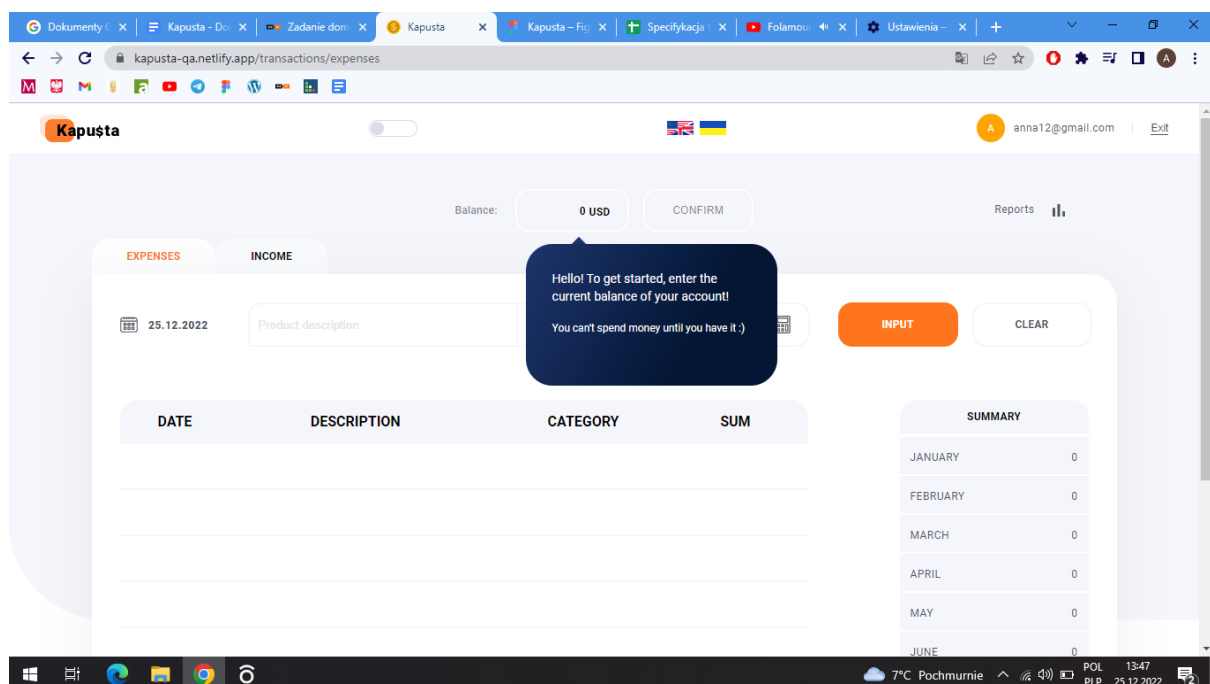 Dokumenty G
Kapusta - Do
Zadanie dom
Kapusta
Kapusta – Fig
Specyfikacja
Folamou
Ustawienia –
kapusta-qa.netlify.app/transactions/expenses
A
Kapu$ta
A anna12@gmail.com Exit
Balance: 0 USD CONFIRM Reports
EXPENSES INCOME
Hello! To get started, enter the
current balance of your account!
You can't spend money until you have it :)
25.12.2022 Product description INPUT CLEAR
DATE DESCRIPTION CATEGORY SUM
SUMMARY
JANUARY 0
FEBRUARY 0
MARCH 0
APRIL 0
MAY 0
JUNE 0
7°C Pochmurnie
POL 13:47
PLP 25.12.2022
2